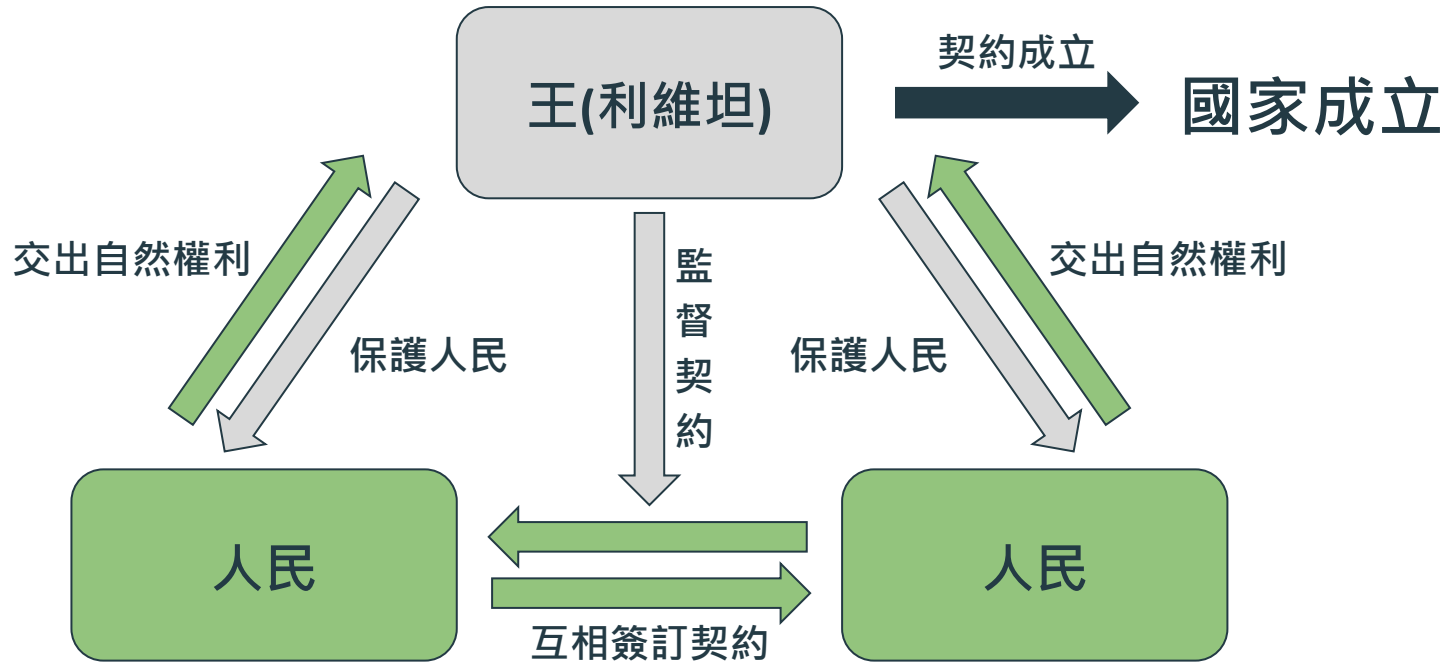 王(利維坦)
契約成立
國家成立
交出自然權利
保護人民
監督契約
保護人民
交出自然權利
人民
人民
互相簽訂契約